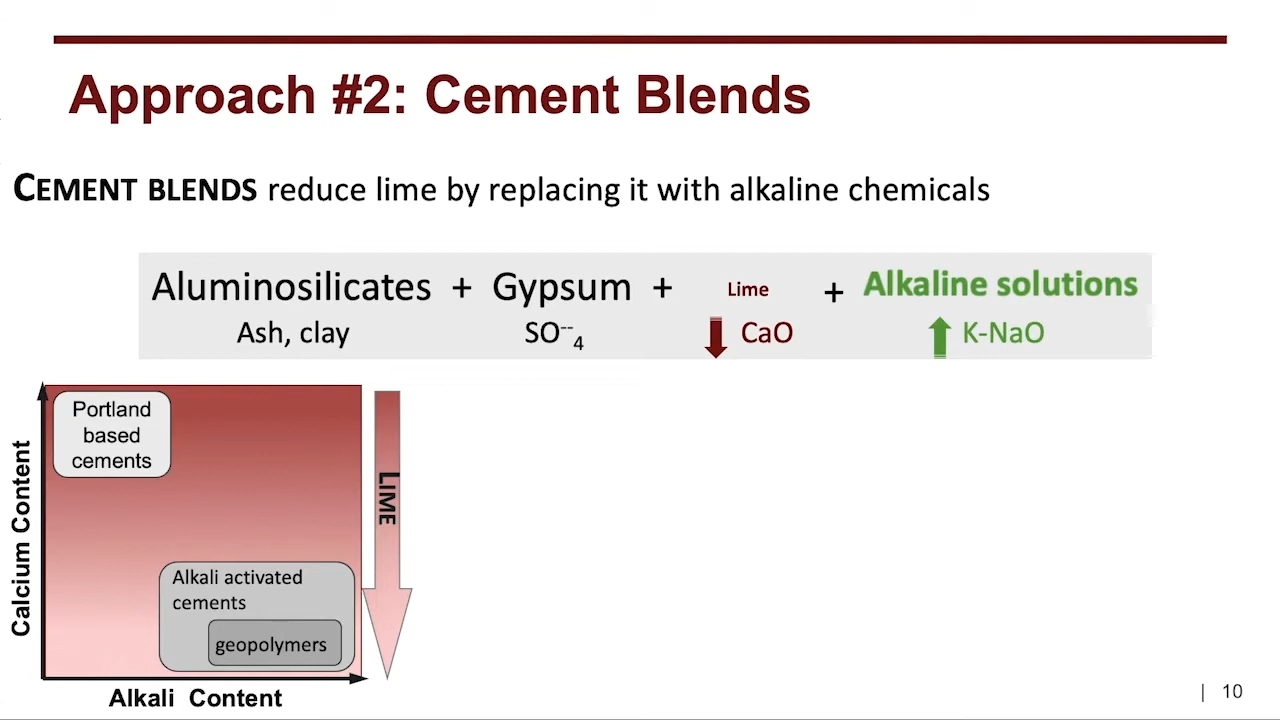 Approach #2: Cement Blends
CEMENT BLENDS reduce lime by replacing it with alkaline chemicals
Aluminosilicates + Gypsum + Lime + Alkaline solutions
Ash, clay SO--4 CaO K-NaO
Portland
based
cements
Calcium Content
LIME
Alkali activated
cements
geopolymers
Alkali Content
| 10